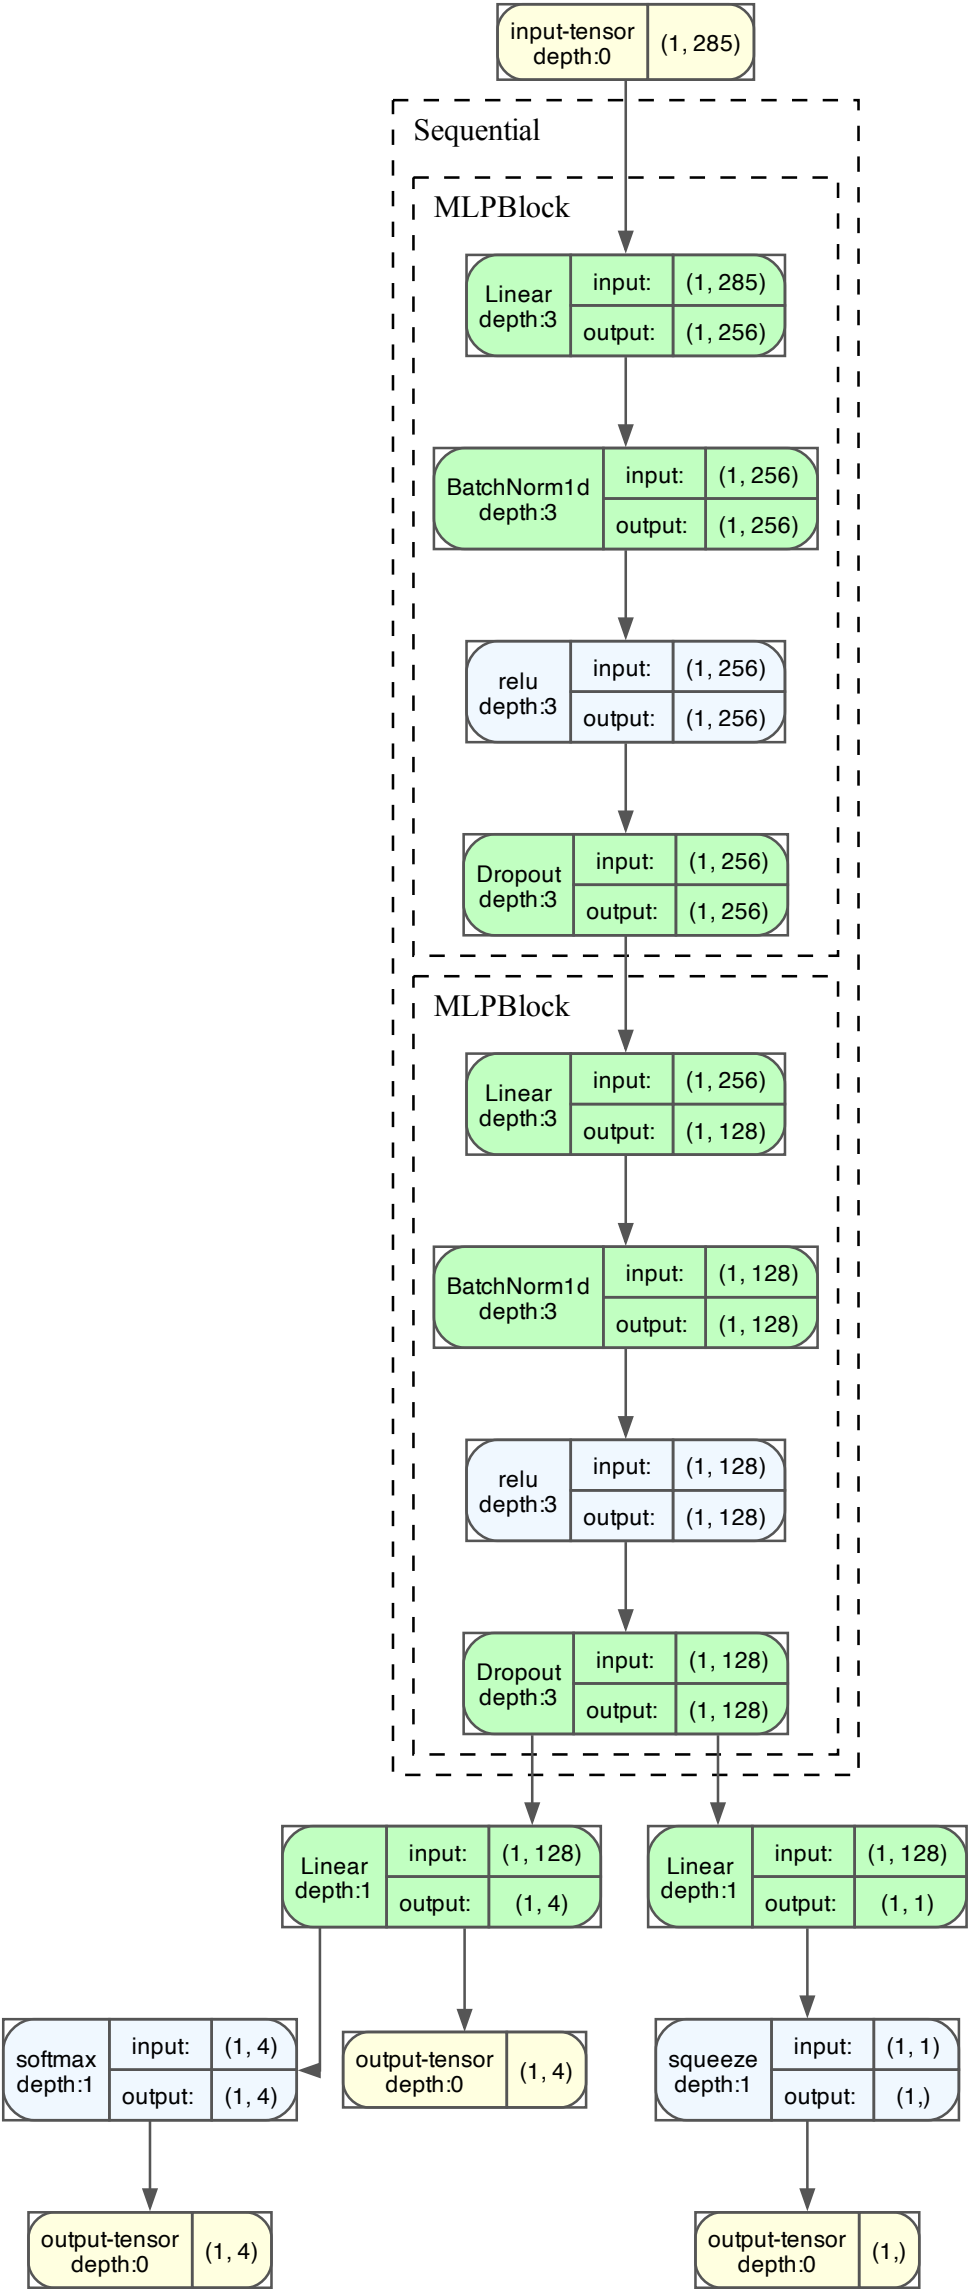 input-tensor
depth:0
(1, 285)
Sequential
MLPBlock
Linear
depth:3
input:
(1, 285)
output:
(1, 256)
BatchNorm1d
depth:3
input:
(1, 256)
output:
(1, 256)
relu
depth:3
input:
(1, 256)
output:
(1, 256)
Dropout
depth:3
input:
(1, 256)
output:
(1, 256)
MLPBlock
Linear
depth:3
input:
(1, 256)
output:
(1, 128)
BatchNorm1d
depth:3
input:
(1, 128)
output:
(1, 128)
relu
depth:3
input:
(1, 128)
output:
(1, 128)
Dropout
depth:3
input:
(1, 128)
output:
(1, 128)
Linear
depth:1
input:
(1, 128)
output:
(1, 4)
Linear
depth:1
input:
(1, 128)
output:
(1, 1)
softmax
depth:1
input:
(1, 4)
output:
(1, 4)
output-tensor
depth:0
(1, 4)
squeeze
depth:1
input:
(1, 1)
output:
(1,)
output-tensor
depth:0
(1, 4)
output-tensor
depth:0
(1,)